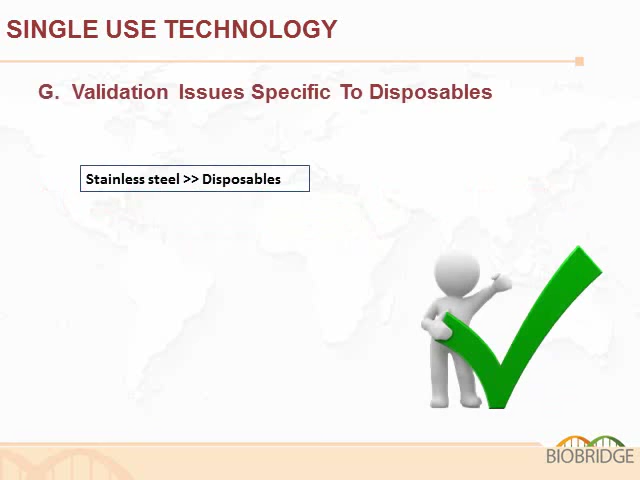 SINGLE USE TECHNOLOGY
G. Validation Issues Specific To Disposables
Stainless steel >> Disposables
BIOBRIDGE